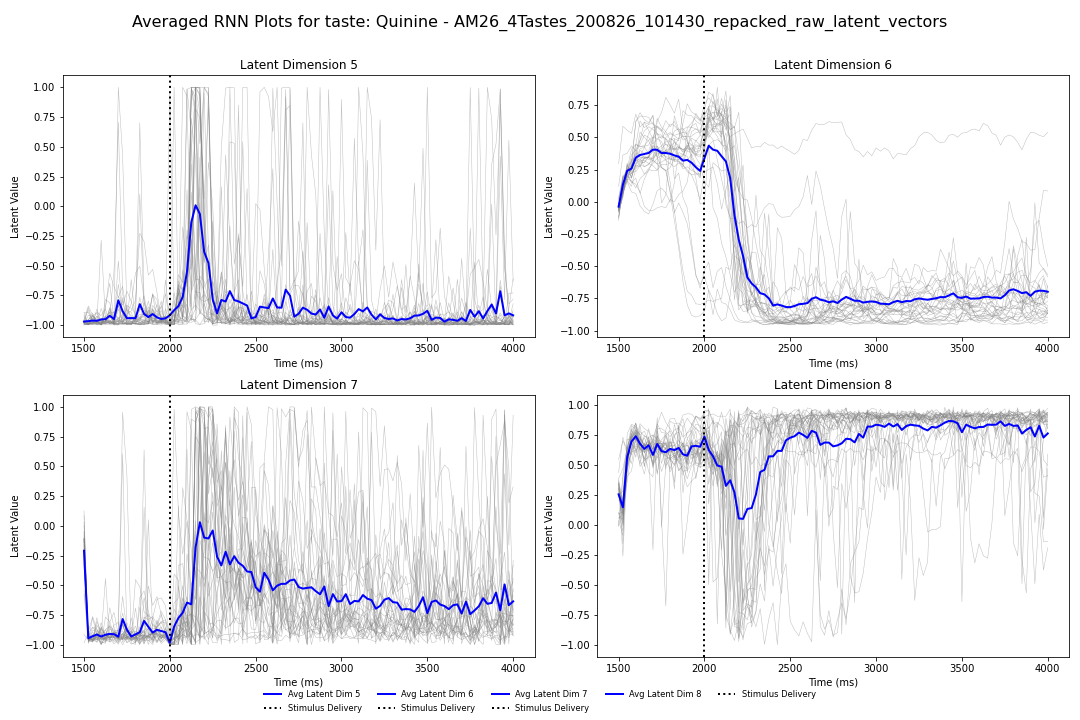 Averaged RNN Plots for taste: Quinine - AM26_4Tastes_200826_101430_repacked_raw_latent_vectors
Latent Dimension 5
Latent Value
1.00
0.75
0.50
0.25
0.00
−0.25
−0.50
−0.75
−1.00
1500 2000 2500 3000 3500 4000
Time (ms)
Latent Dimension 6
Latent Value
0.75
0.50
0.25
0.00
−0.25
−0.50
−0.75
−1.00
1500 2000 2500 3000 3500 4000
Time (ms)
Latent Dimension 7
Latent Value
1.00
0.75
0.50
0.25
0.00
−0.25
−0.50
−0.75
−1.00
1500 2000 2500 3000 3500 4000
Time (ms)
Latent Dimension 8
Latent Value
1.00
0.75
0.50
0.25
0.00
−0.25
−0.50
−0.75
−1.00
1500 2000 2500 3000 3500 4000
Time (ms)
Avg Latent Dim 5 Avg Latent Dim 6 Avg Latent Dim 7 Avg Latent Dim 8 Stimulus Delivery
Stimulus Delivery Stimulus Delivery Stimulus Delivery